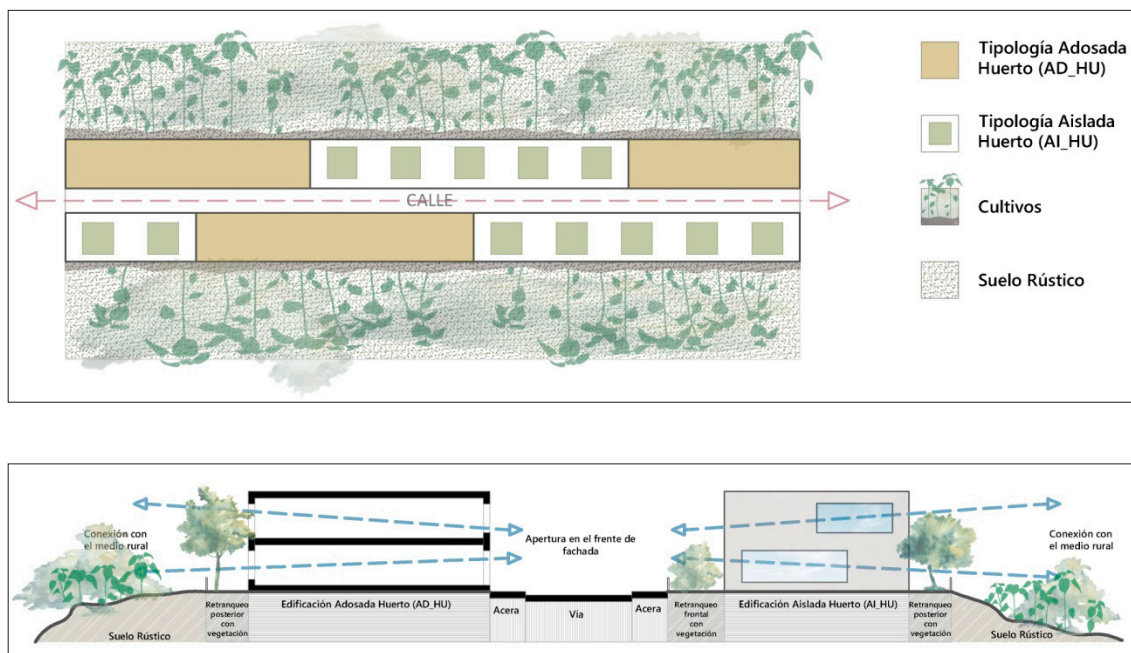 Tipología Adosada
Huerto (AD_HU)
Tipología Aislada
Huerto (AI_HU)
CALLE
Cultivos
Suelo Rústico
Conexión con
el medio rural
Apertura en el frente de
fachada
Conexión con
el medio rural
Retranqueo
posterior
con vegetación
Edificación Adosada Huerto (AD_HU)
Acera
Vía
Acera
Retranqueo
frontal
con
vegetación
Edificación Aislada Huerto (AI_HU)
Retranqueo
posterior
con
vegetación
Suelo Rústico
Suelo Rústico